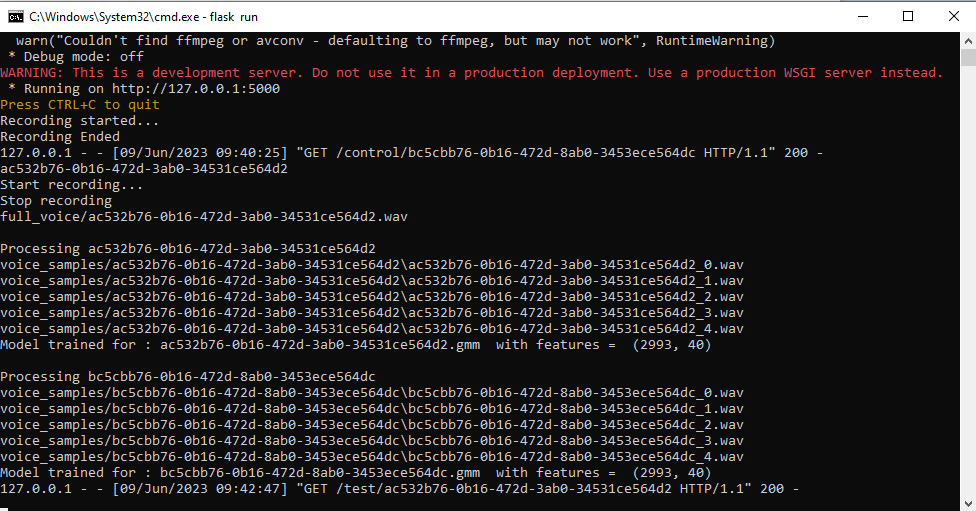 C:\Windows\System32\cmd.exe - flask run
warn("Couldn't find ffmpeg or avconv - defaulting to ffmpeg, but may not work", RuntimeWarning)
* Debug mode: off
WARNING: This is a development server. Do not use it in a production deployment. Use a production WSGI server instead.
* Running on http://127.0.0.1:5000
Press CTRL+C to quit
Recording started...
Recording Ended
127.0.0.1 - - [09/Jun/2023 09:40:25] "GET /control/bc5cbb76-0b16-472d-8ab0-3453ece564dc HTTP/1.1" 200 -
ac532b76-0b16-472d-3ab0-34531ce564d2
Start recording...
Stop recording
full_voice/ac532b76-0b16-472d-3ab0-34531ce564d2.wav
Processing ac532b76-0b16-472d-3ab0-34531ce564d2
voice_samples/ac532b76-0b16-472d-3ab0-34531ce564d2\ac532b76-0b16-472d-3ab0-34531ce564d2_0.wav
voice_samples/ac532b76-0b16-472d-3ab0-34531ce564d2\ac532b76-0b16-472d-3ab0-34531ce564d2_1.wav
voice_samples/ac532b76-0b16-472d-3ab0-34531ce564d2\ac532b76-0b16-472d-3ab0-34531ce564d2_2.wav
voice_samples/ac532b76-0b16-472d-3ab0-34531ce564d2\ac532b76-0b16-472d-3ab0-34531ce564d2_3.wav
voice_samples/ac532b76-0b16-472d-3ab0-34531ce564d2\ac532b76-0b16-472d-3ab0-34531ce564d2_4.wav
Model trained for : ac532b76-0b16-472d-3ab0-34531ce564d2.gmm  with features =  (2993, 40)
Processing bc5cbb76-0b16-472d-8ab0-3453ece564dc
voice_samples/bc5cbb76-0b16-472d-8ab0-3453ece564dc\bc5cbb76-0b16-472d-8ab0-3453ece564dc_0.wav
voice_samples/bc5cbb76-0b16-472d-8ab0-3453ece564dc\bc5cbb76-0b16-472d-8ab0-3453ece564dc_1.wav
voice_samples/bc5cbb76-0b16-472d-8ab0-3453ece564dc\bc5cbb76-0b16-472d-8ab0-3453ece564dc_2.wav
voice_samples/bc5cbb76-0b16-472d-8ab0-3453ece564dc\bc5cbb76-0b16-472d-8ab0-3453ece564dc_3.wav
voice_samples/bc5cbb76-0b16-472d-8ab0-3453ece564dc\bc5cbb76-0b16-472d-8ab0-3453ece564dc_4.wav
Model trained for : bc5cbb76-0b16-472d-8ab0-3453ece564dc.gmm  with features =  (2993, 40)
127.0.0.1 - - [09/Jun/2023 09:42:47] "GET /test/ac532b76-0b16-472d-3ab0-34531ce564d2 HTTP/1.1" 200 -